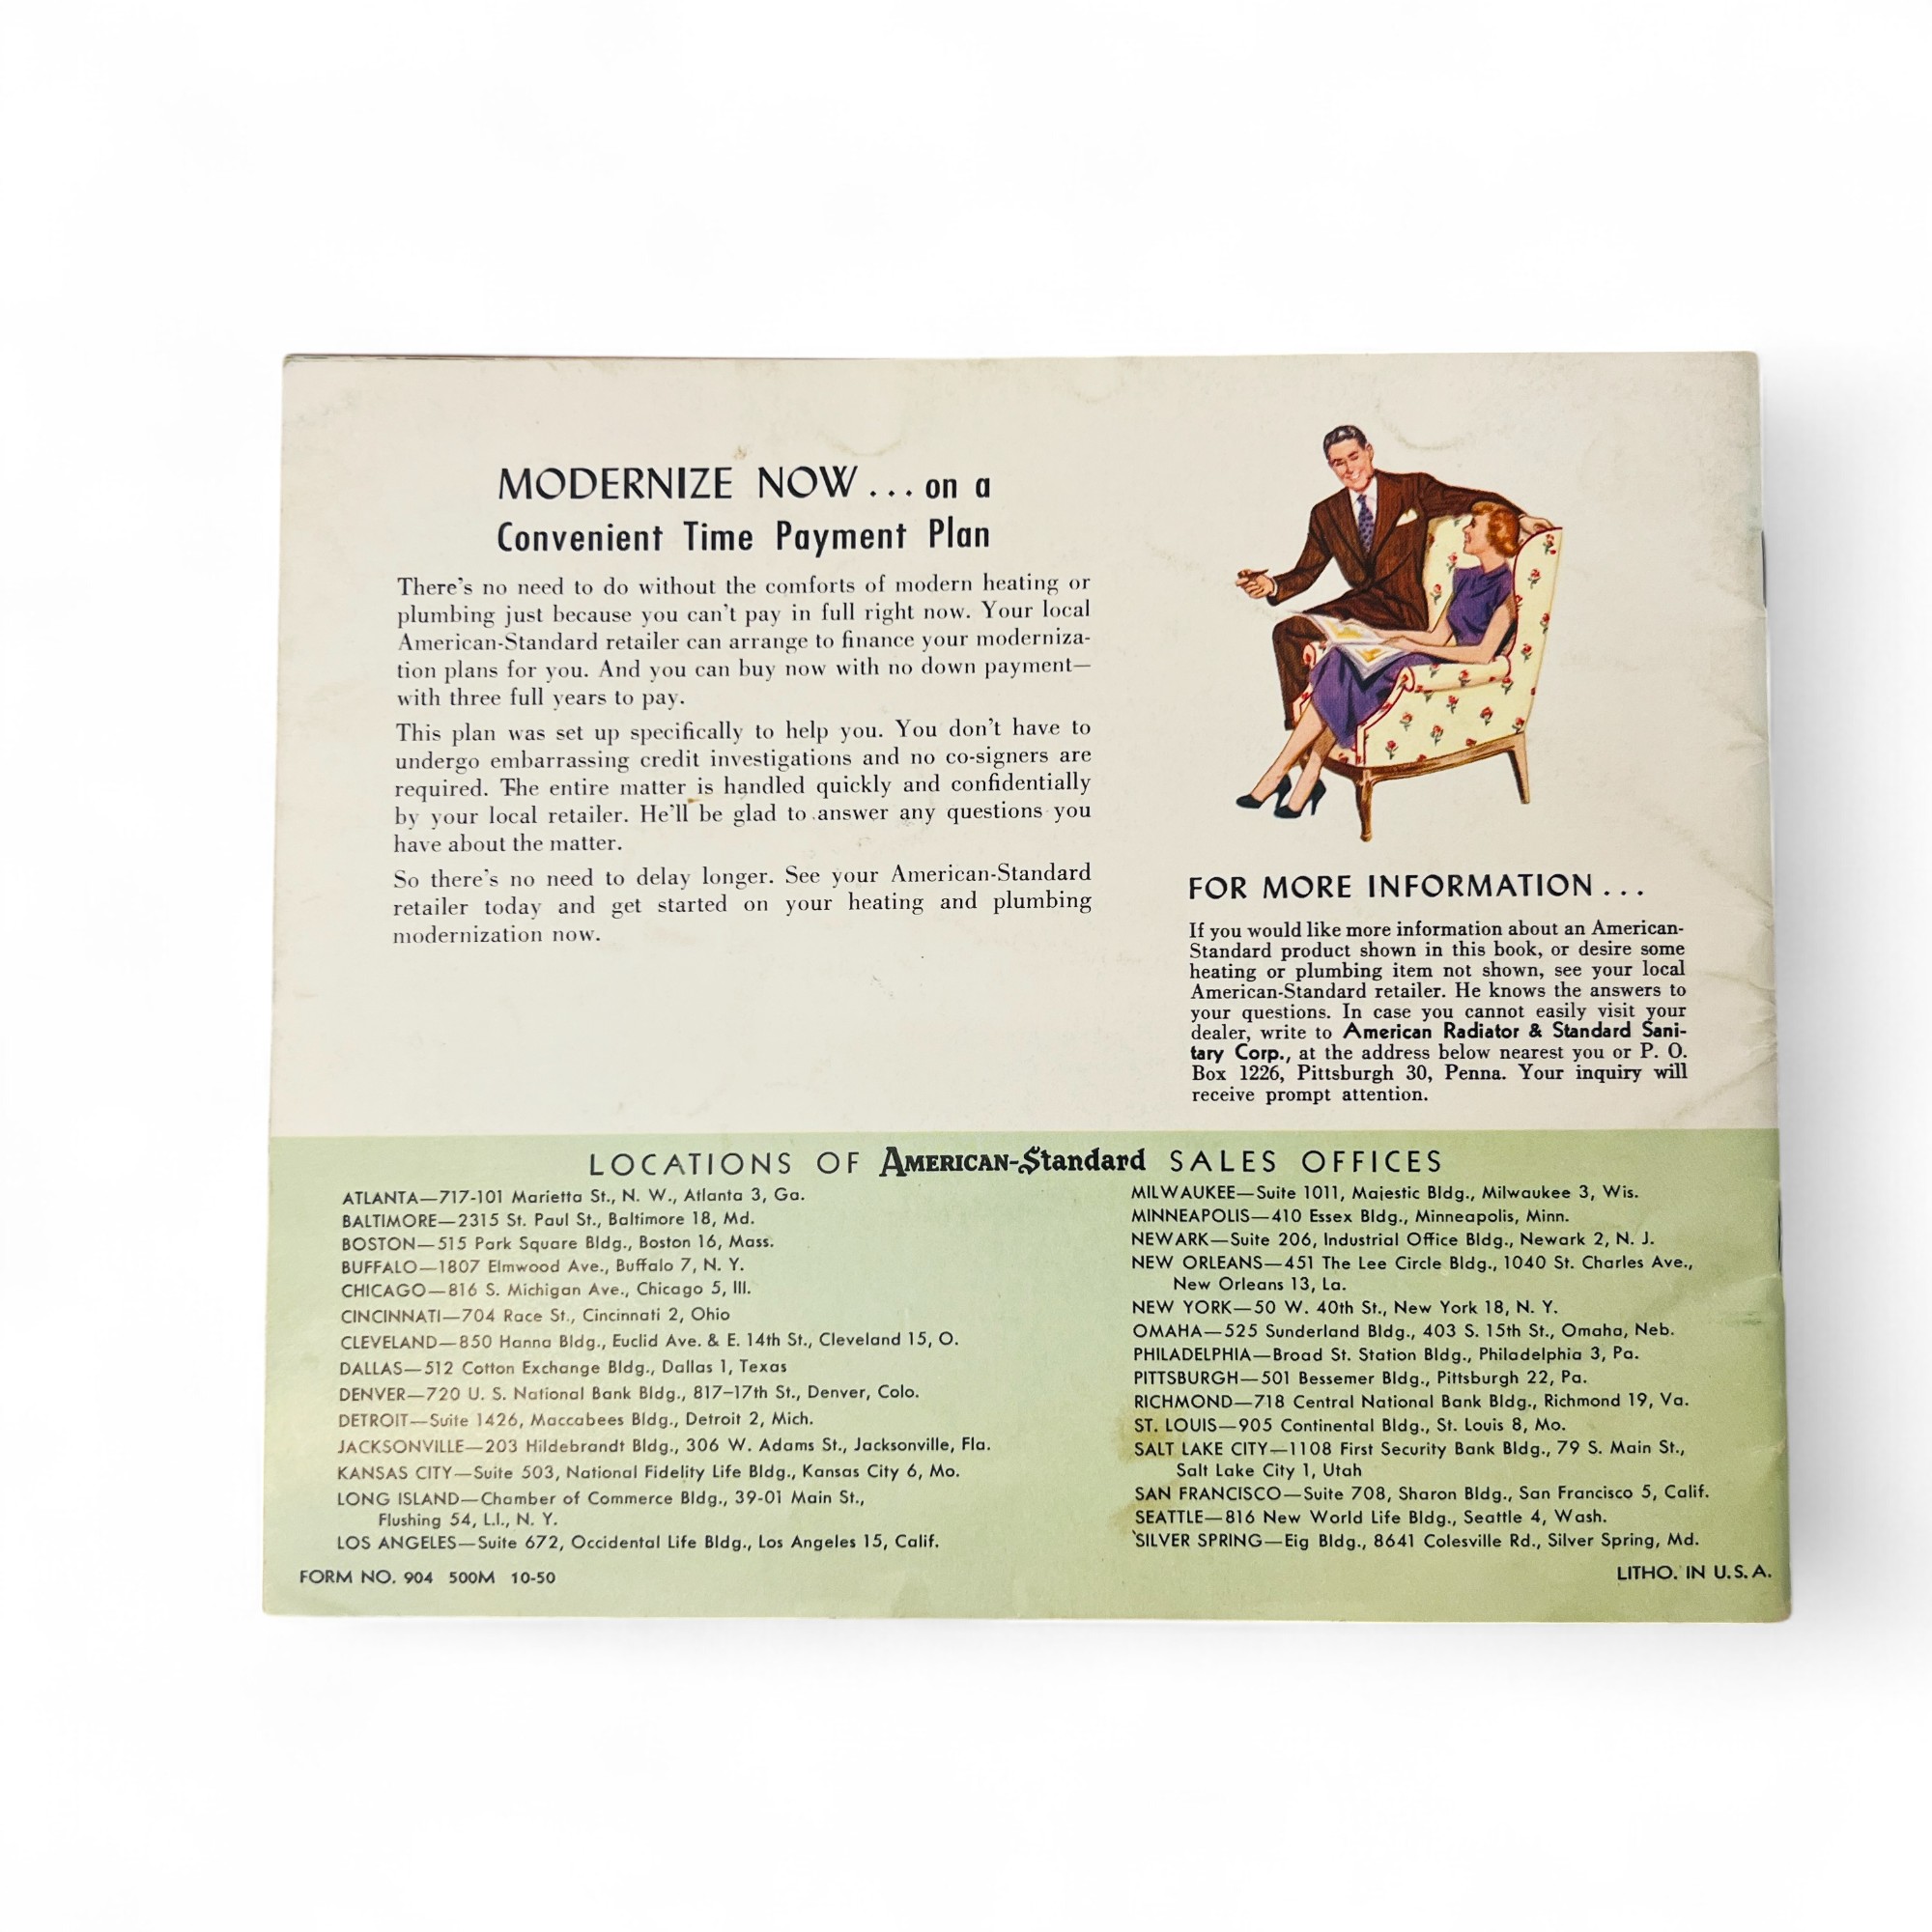 MODERNIZE NOW... on a
Convenient Time Payment Plan
There's no need to do without the comforts of modern heating or
plumbing just because you can't pay in full right now. Your local
American-Standard retailer can arrange to finance your moderniza-
tion plans for you. And you can buy now with no down payment—
with three full years to pay.
This plan was set up specifically to help you. You don't have to
undergo embarrassing credit investigations and no co-signers are
required. The entire matter is handled quickly and confidentially
by your local retailer. He'll be glad to answer any questions you
have about the matter.
So there's no need to delay longer. See your American-Standard
retailer today and get started on your heating and plumbing
modernization now.
FOR MORE INFORMATION...
If you would like more information about an American-
Standard product shown in this book, or desire some
heating or plumbing item not shown, see your local
American-Standard retailer. He knows the answers to
your questions. In case you cannot easily visit your
dealer, write to American Radiator & Standard Sani-
tary Corp., at the address below nearest you or P. O.
Box 1226, Pittsburgh 30, Penna. Your inquiry will
receive prompt attention.
LOCATIONS OF AMERICAN-Standard SALES OFFICES
ATLANTA—717-101 Marietta St., N. W., Atlanta 3, Ga.
BALTIMORE—2315 St. Paul St., Baltimore 18, Md.
BOSTON—515 Park Square Bldg., Boston 16, Mass.
BUFFALO—1807 Elmwood Ave., Buffalo 7, N. Y.
CHICAGO—816 S. Michigan Ave., Chicago 5, Ill.
CINCINNATI—704 Race St., Cincinnati 2, Ohio
CLEVELAND—850 Hanna Bldg., Euclid Ave. & E. 14th St., Cleveland 15, O.
DALLAS—512 Cotton Exchange Bldg., Dallas 1, Texas
DENVER—720 U. S. National Bank Bldg., 817–17th St., Denver, Colo.
DETROIT—Suite 1426, Maccabees Bldg., Detroit 2, Mich.
JACKSONVILLE—203 Hildebrandt Bldg., 306 W. Adams St., Jacksonville, Fla.
KANSAS CITY—Suite 503, National Fidelity Life Bldg., Kansas City 6, Mo.
LONG ISLAND—Chamber of Commerce Bldg., 39-01 Main St.,
Flushing 54, L.I., N. Y.
LOS ANGELES—Suite 672, Occidental Life Bldg., Los Angeles 15, Calif.
MILWAUKEE—Suite 1011, Majestic Bldg., Milwaukee 3, Wis.
MINNEAPOLIS—410 Essex Bldg., Minneapolis, Minn.
NEWARK—Suite 206, Industrial Office Bldg., Newark 2, N. J.
NEW ORLEANS—451 The Lee Circle Bldg., 1040 St. Charles Ave.,
New Orleans 13, La.
NEW YORK—50 W. 40th St., New York 18, N. Y.
OMAHA—525 Sunderland Bldg., 403 S. 15th St., Omaha, Neb.
PHILADELPHIA—Broad St. Station Bldg., Philadelphia 3, Pa.
PITTSBURGH—501 Bessemer Bldg., Pittsburgh 22, Pa.
RICHMOND—718 Central National Bank Bldg., Richmond 19, Va.
ST. LOUIS—905 Continental Bldg., St. Louis 8, Mo.
SALT LAKE CITY—1108 First Security Bank Bldg., 79 S. Main St.,
Salt Lake City 1, Utah
SAN FRANCISCO—Suite 708, Sharon Bldg., San Francisco 5, Calif.
SEATTLE—816 New World Life Bldg., Seattle 4, Wash.
SILVER SPRING—Eig Bldg., 8641 Colesville Rd., Silver Spring, Md.
FORM NO. 904 500M 10-50
LITHO. IN U.S.A.